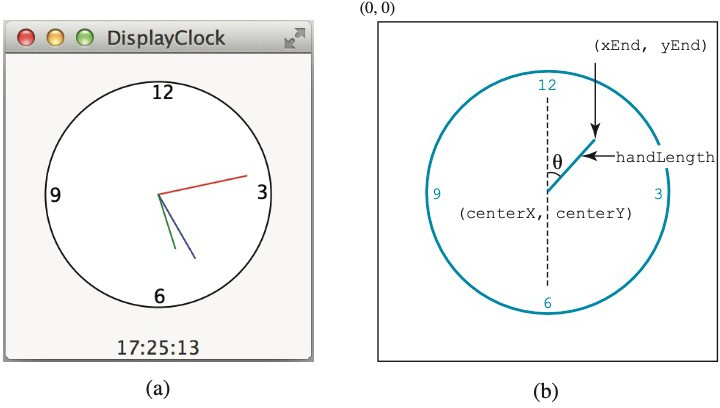 (0, 0)
DisplayClock
12
9
3
6
17:25:13
(a)
(xEnd, yEnd)
12
θ
handLength
9
3
(centerX, centerY)
6
(b)